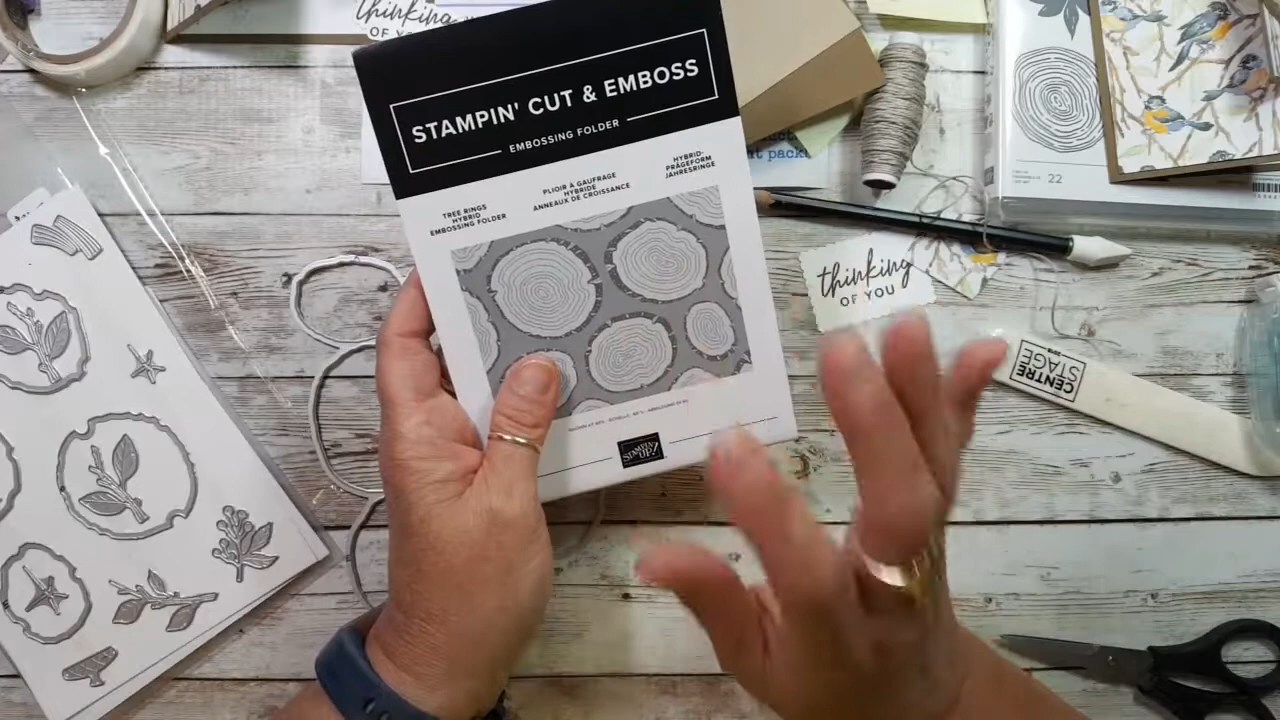 thinking
OF YOU
STAMPIN' CUT & EMBOSS
EMBOSSING FOLDER
TREE RINGS
HYBRID
EMBOSSING FOLDER
PLIOIR À GAUFRAGE
HYBRIDE
ANNEAUX DE CROISSANCE
HYBRID-
PRÄGEFORM
JAHRESRINGE
STAMPIN'
UP!
22
thinking
OF YOU
CENTRE
STAGE